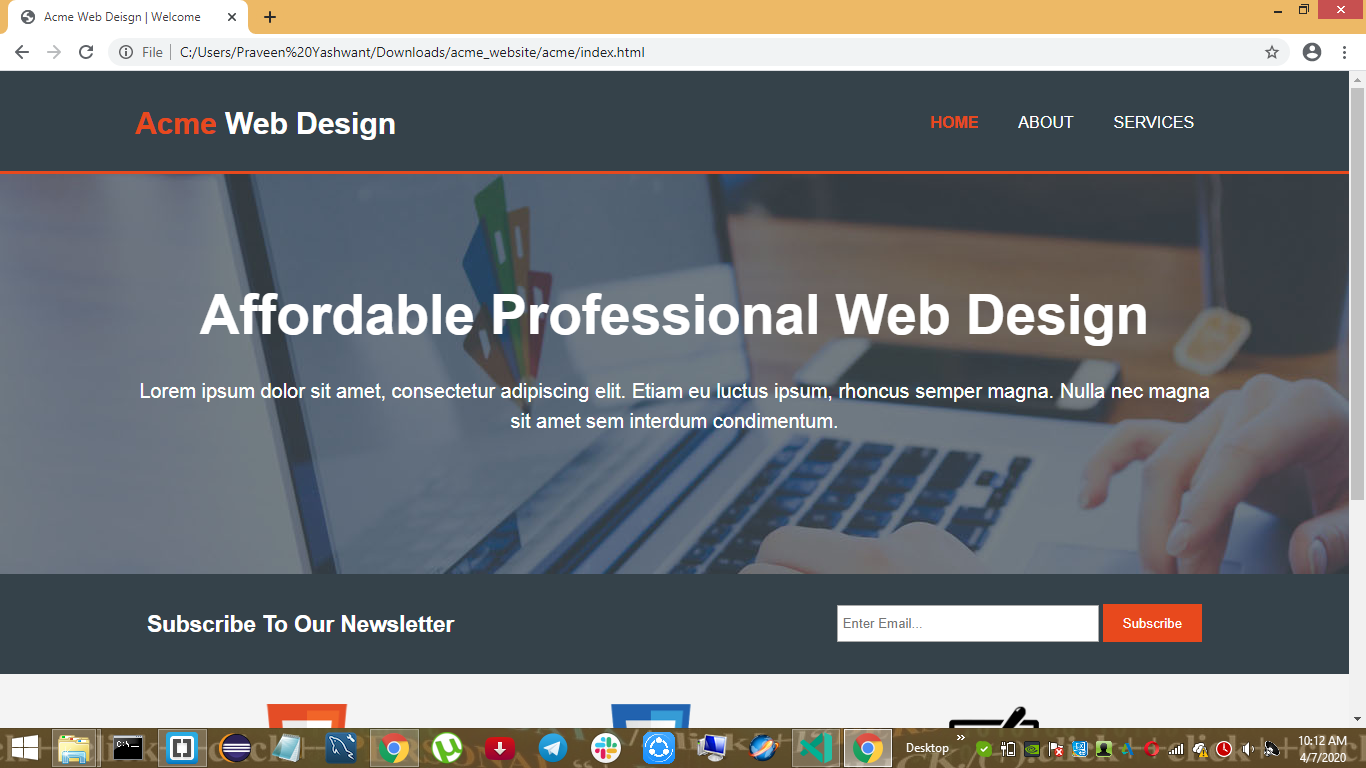 Acme Web Deisgn | Welcome
File C:/Users/Praveen%20Yashwant/Downloads/acme_website/acme/index.html
Acme Web Design HOME ABOUT SERVICES
Affordable Professional Web Design
Lorem ipsum dolor sit amet, consectetur adipiscing elit. Etiam eu luctus ipsum, rhoncus semper magna. Nulla nec magna
sit amet sem interdum condimentum.
Subscribe To Our Newsletter Enter Email... Subscribe
Desktop
10:12 AM
4/7/2020